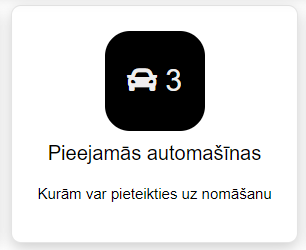 3
Pieejamās automašīnas
Kurām var pieteikties uz nomāšanu